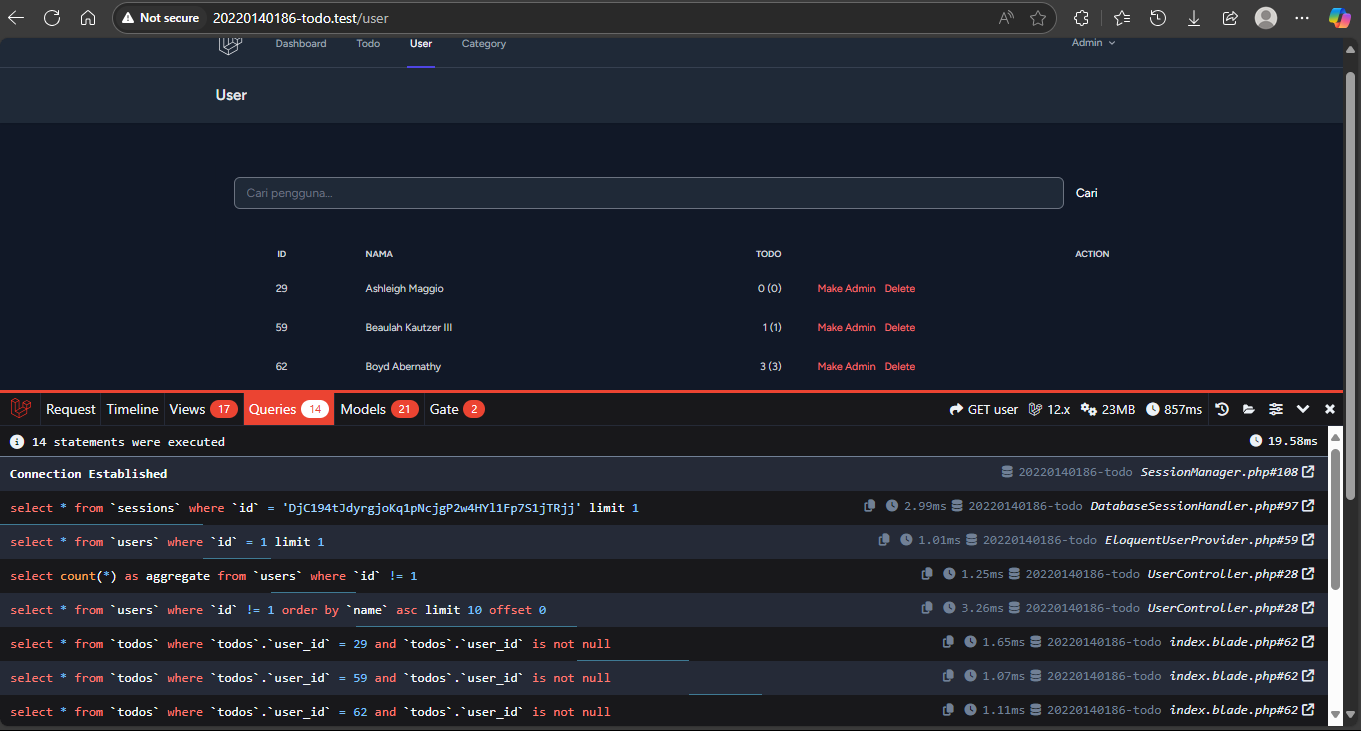 Not secure 20220140186-todo.test/user
Dashboard Todo User Category Admin
User
Cari pengguna... Cari
ID NAMA TODO ACTION
29 Ashleigh Maggio 0 (0) Make Admin Delete
59 Beaulah Kautzer III 1 (1) Make Admin Delete
62 Boyd Abernathy 3 (3) Make Admin Delete
Request Timeline Views 17 Queries 14 Models 21 Gate 2 GET user 12.x 23MB 857ms
14 statements were executed 19.58ms
Connection Established 20220140186-todo SessionManager.php#108
select * from `sessions` where `id` = 'DjC194tJdyrgjoKq1pNcjgP2w4HYl1Fp7S1jTRjj' limit 1 2.99ms 20220140186-todo DatabaseSessionHandler.php#97
select * from `users` where `id` = 1 limit 1 1.01ms 20220140186-todo EloquentUserProvider.php#59
select count(*) as aggregate from `users` where `id` != 1 1.25ms 20220140186-todo UserController.php#28
select * from `users` where `id` != 1 order by `name` asc limit 10 offset 0 3.26ms 20220140186-todo UserController.php#28
select * from `todos` where `todos`.`user_id` = 29 and `todos`.`user_id` is not null 1.65ms 20220140186-todo index.blade.php#62
select * from `todos` where `todos`.`user_id` = 59 and `todos`.`user_id` is not null 1.07ms 20220140186-todo index.blade.php#62
select * from `todos` where `todos`.`user_id` = 62 and `todos`.`user_id` is not null 1.11ms 20220140186-todo index.blade.php#62